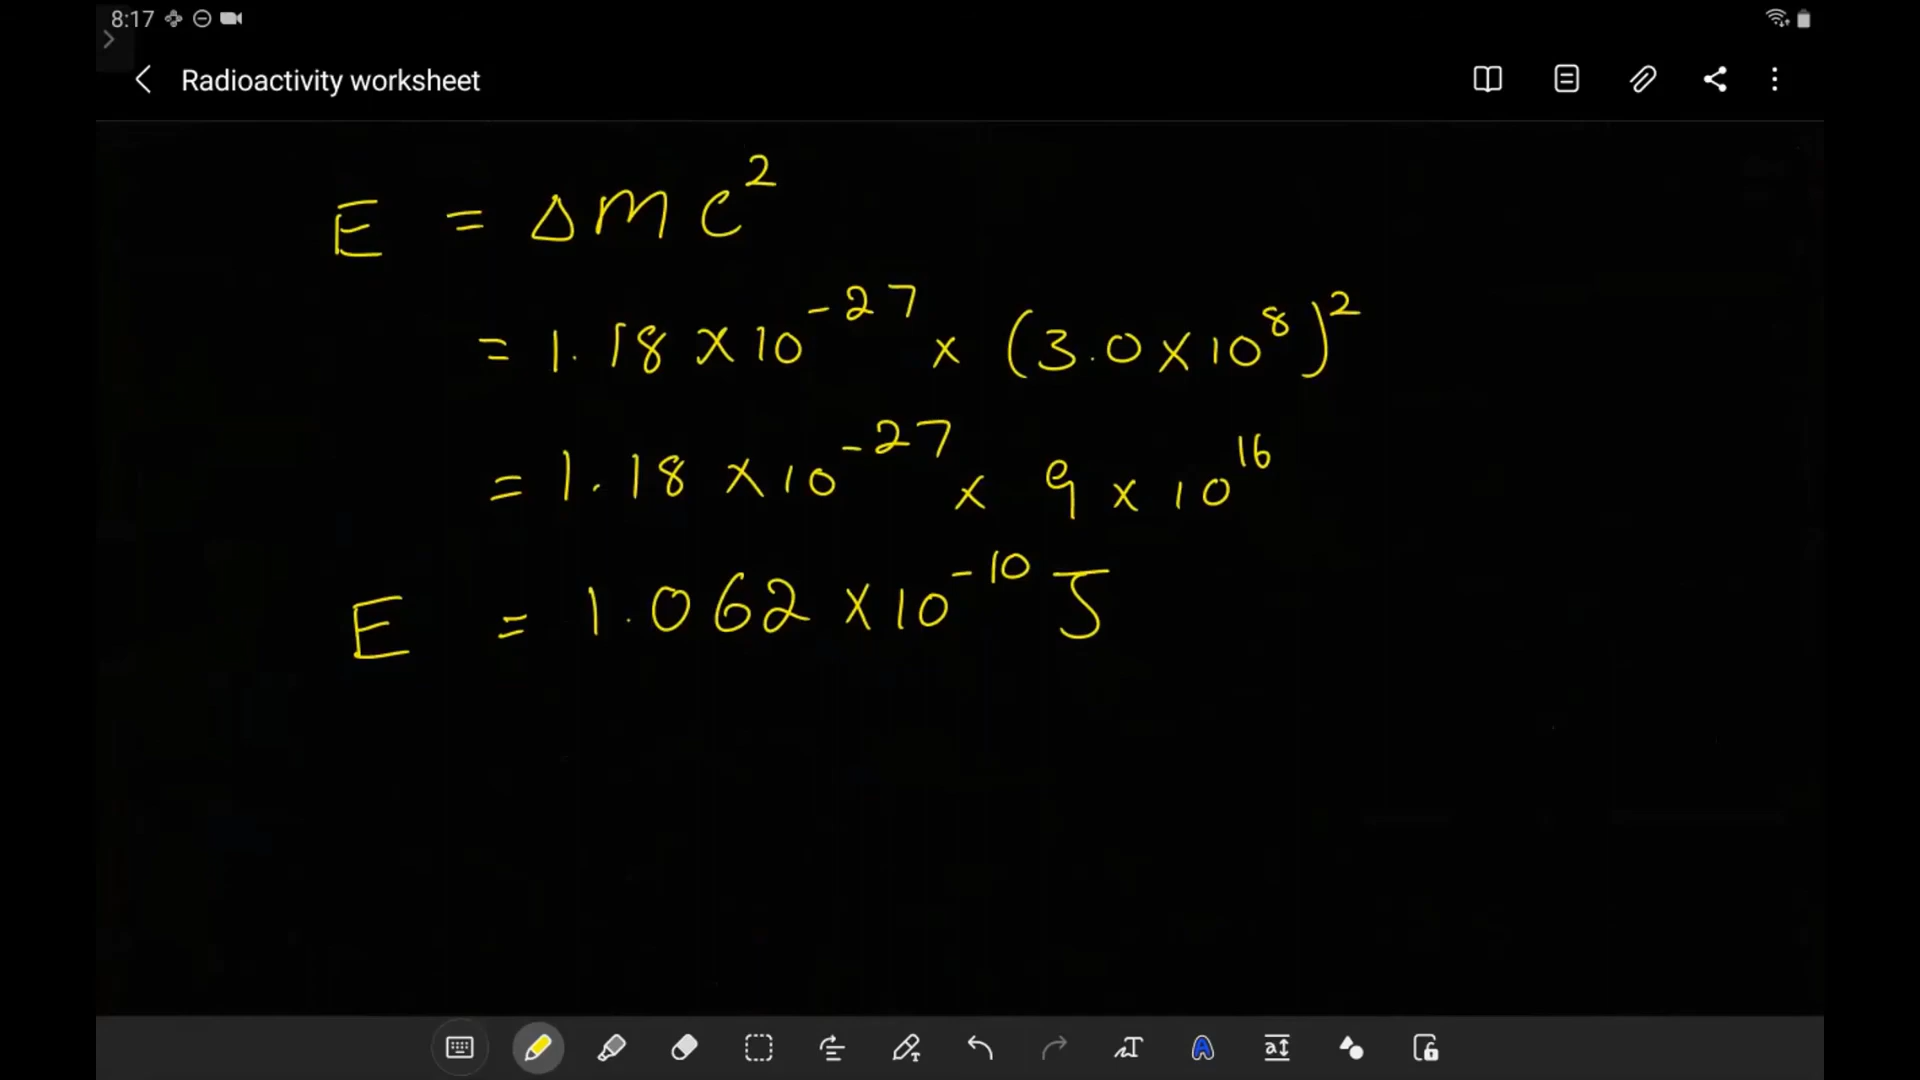 8:17
Radioactivity worksheet
E = ΔMc²
= 1.18 × 10⁻²⁷ × (3.0 × 10⁸)²
= 1.18 × 10⁻²⁷ × 9 × 10¹⁶
E = 1.062 × 10⁻¹⁰ J